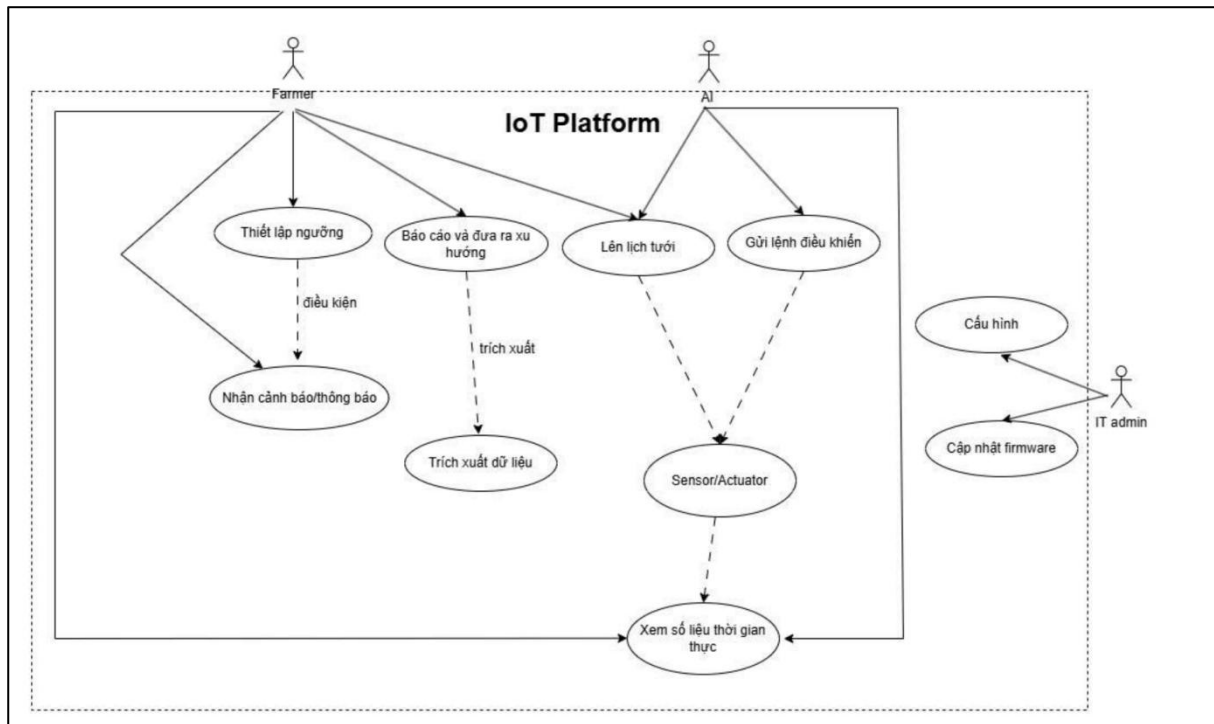 Farmer
AI
IoT Platform
Thiết lập ngưỡng
Báo cáo và đưa ra xu
hướng
Lên lịch tưới
Gửi lệnh điều khiển
điều kiện
trích xuất
Cấu hình
IT admin
Nhận cảnh báo/thông báo
Cập nhật firmware
Trích xuất dữ liệu
Sensor/Actuator
Xem số liệu thời gian
thực